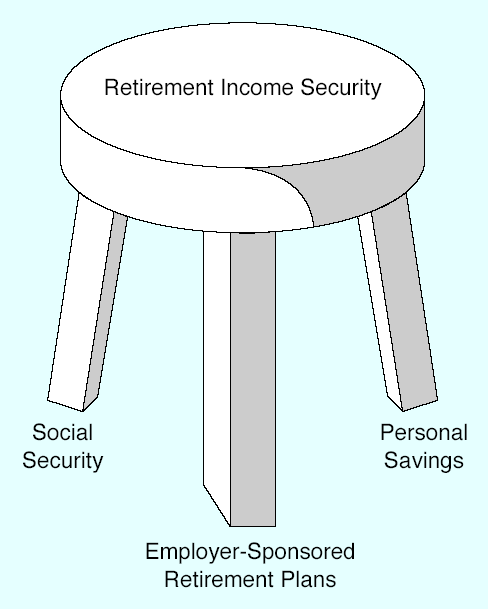 Retirement Income Security
Social
Security
Personal
Savings
Employer-Sponsored
Retirement Plans